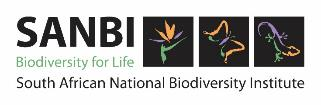 SANBI
Biodiversity for Life
South African National Biodiversity Institute